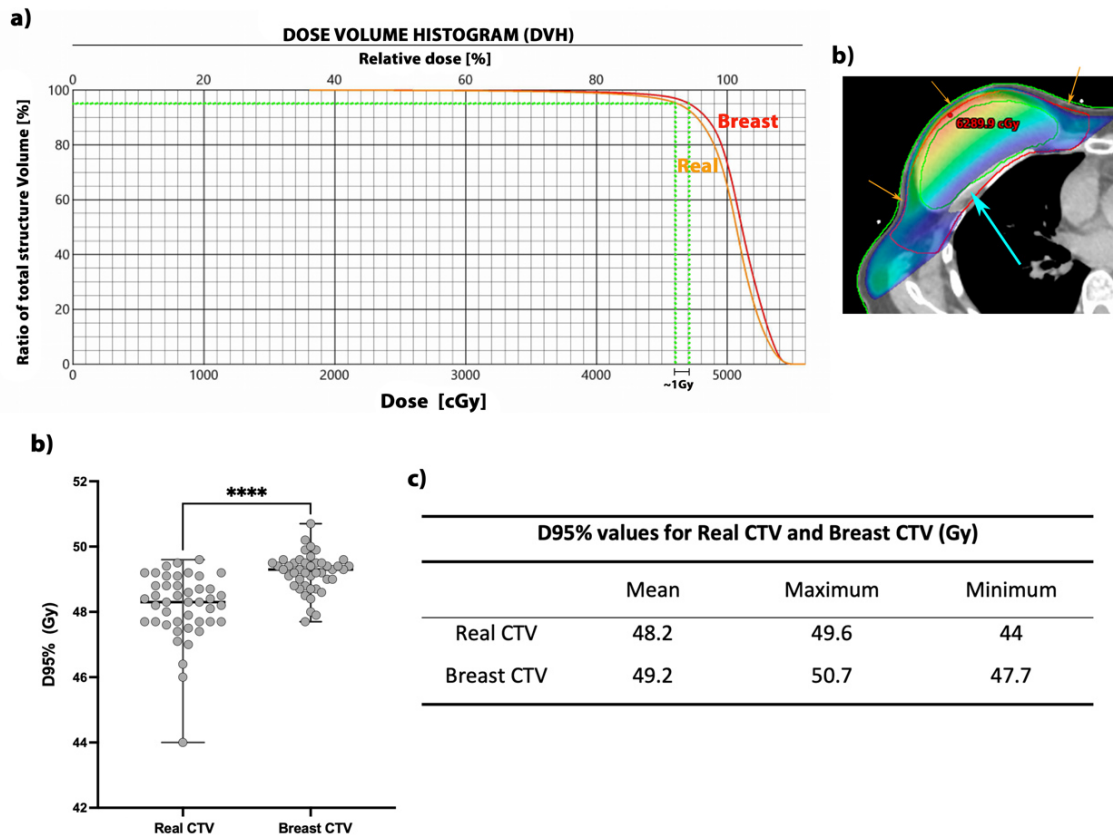 a)
DOSE VOLUME HISTOGRAM (DVH)
Relative dose [%]
0 20 40 60 80 100
Ratio of total structure Volume [%]
100
80
60
40
20
0
Breast
Real
0 1000 2000 3000 4000 5000
~1Gy
Dose [cGy]
b)
6289.9 cGy
b)
D95% (Gy)
52
50
48
46
44
42
****
Real CTV Breast CTV
c)
D95% values for Real CTV and Breast CTV (Gy)
Mean Maximum Minimum
Real CTV 48.2 49.6 44
Breast CTV 49.2 50.7 47.7